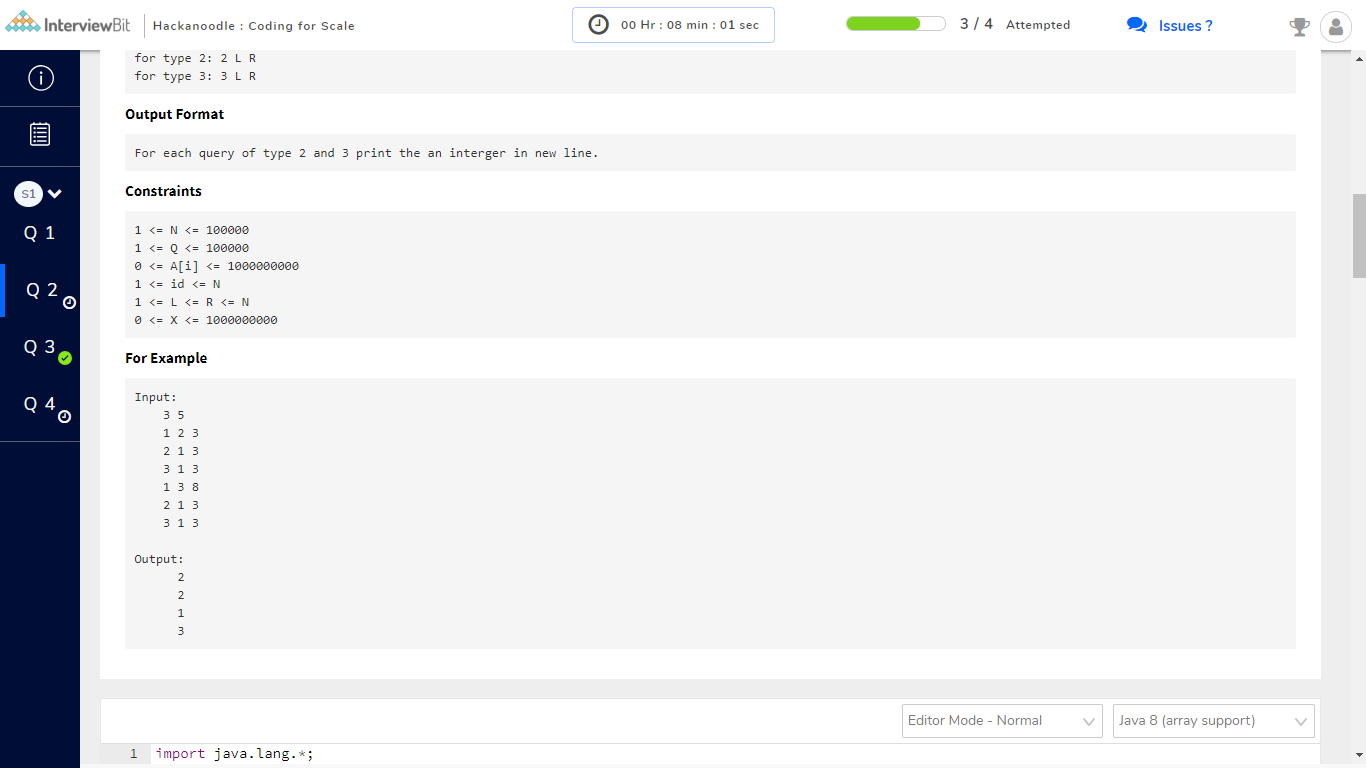 InterviewBit
Hackanoodle : Coding for Scale
00 Hr : 08 min : 01 sec
3 / 4 Attempted
Issues ?
S1
Q 1
Q 2
Q 3
Q 4
for type 2: 2 L R
for type 3: 3 L R
Output Format
For each query of type 2 and 3 print the an interger in new line.
Constraints
1 <= N <= 100000
1 <= Q <= 100000
0 <= A[i] <= 1000000000
1 <= id <= N
1 <= L <= R <= N
0 <= X <= 1000000000
For Example
Input:
3 5
1 2 3
2 1 3
3 1 3
1 3 8
2 1 3
3 1 3
Output:
2
2
1
3
Editor Mode - Normal
Java 8 (array support)
1 import java.lang.*;